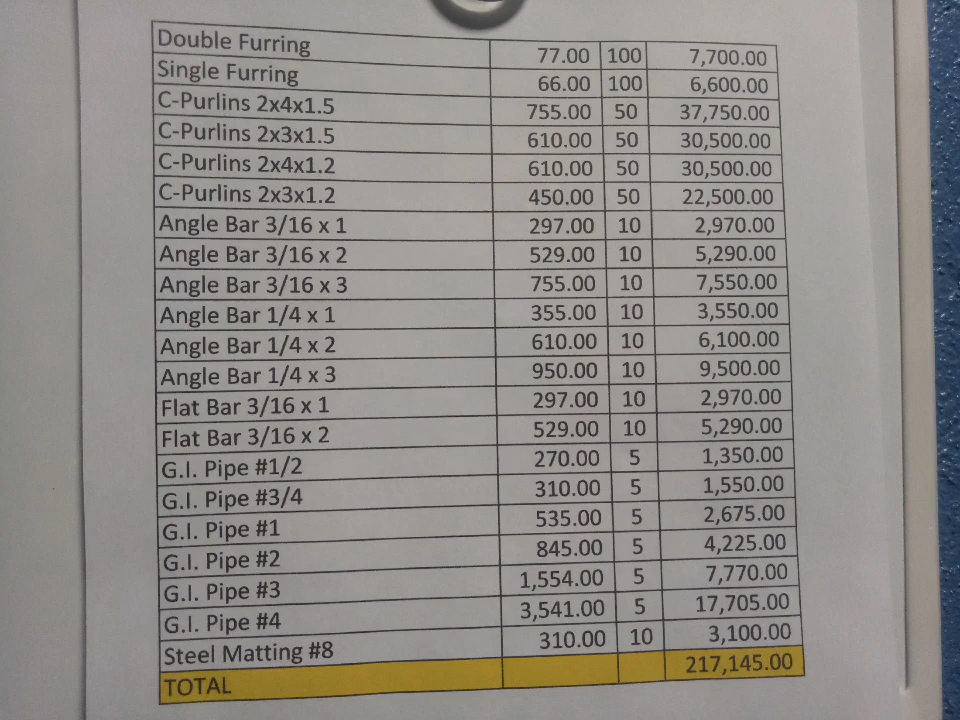 Double Furring 77.00 100 7,700.00
Single Furring 66.00 100 6,600.00
C-Purlins 2x4x1.5 755.00 50 37,750.00
C-Purlins 2x3x1.5 610.00 50 30,500.00
C-Purlins 2x4x1.2 610.00 50 30,500.00
C-Purlins 2x3x1.2 450.00 50 22,500.00
Angle Bar 3/16 x 1 297.00 10 2,970.00
Angle Bar 3/16 x 2 529.00 10 5,290.00
Angle Bar 3/16 x 3 755.00 10 7,550.00
Angle Bar 1/4 x 1 355.00 10 3,550.00
Angle Bar 1/4 x 2 610.00 10 6,100.00
Angle Bar 1/4 x 3 950.00 10 9,500.00
Flat Bar 3/16 x 1 297.00 10 2,970.00
Flat Bar 3/16 x 2 529.00 10 5,290.00
G.I. Pipe #1/2 270.00 5 1,350.00
G.I. Pipe #3/4 310.00 5 1,550.00
G.I. Pipe #1 535.00 5 2,675.00
G.I. Pipe #2 845.00 5 4,225.00
G.I. Pipe #3 1,554.00 5 7,770.00
G.I. Pipe #4 3,541.00 5 17,705.00
Steel Matting #8 310.00 10 3,100.00
TOTAL 217,145.00